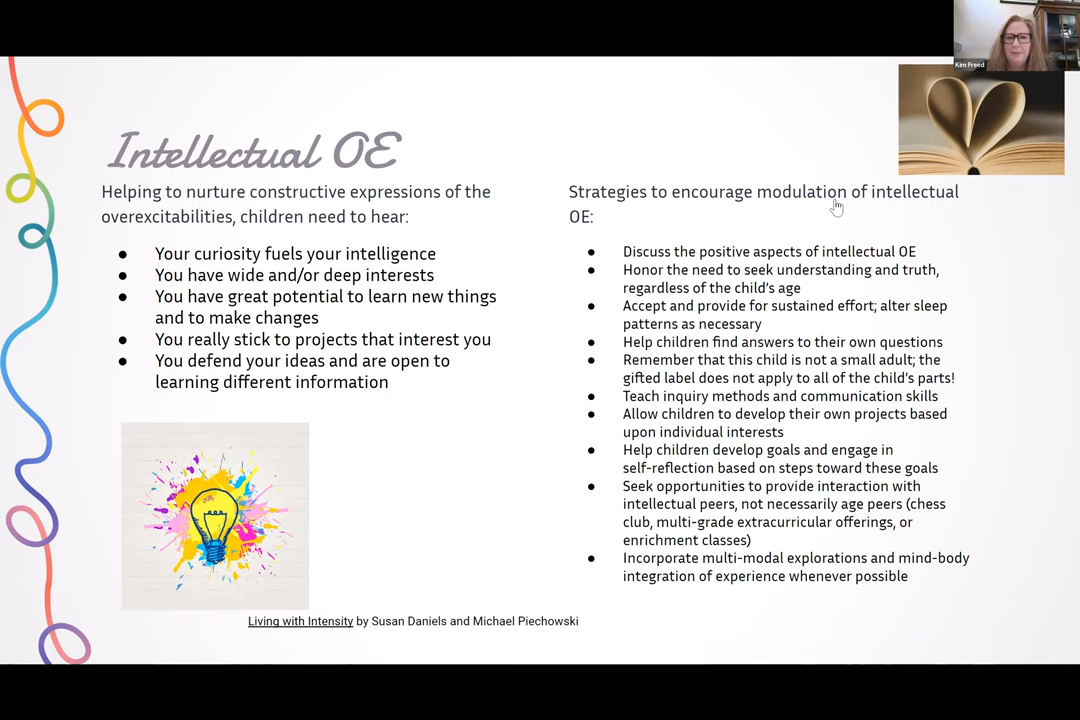 Kim Freed
Intellectual OE
Helping to nurture constructive expressions of the
overexcitabilities, children need to hear:
● Your curiosity fuels your intelligence
● You have wide and/or deep interests
● You have great potential to learn new things
and to make changes
● You really stick to projects that interest you
● You defend your ideas and are open to
learning different information
Strategies to encourage modulation of intellectual
OE:
● Discuss the positive aspects of intellectual OE
● Honor the need to seek understanding and truth,
regardless of the child's age
● Accept and provide for sustained effort; alter sleep
patterns as necessary
● Help children find answers to their own questions
● Remember that this child is not a small adult; the
gifted label does not apply to all of the child's parts!
● Teach inquiry methods and communication skills
● Allow children to develop their own projects based
upon individual interests
● Help children develop goals and engage in
self-reflection based on steps toward these goals
● Seek opportunities to provide interaction with
intellectual peers, not necessarily age peers (chess
club, multi-grade extracurricular offerings, or
enrichment classes)
● Incorporate multi-modal explorations and mind-body
integration of experience whenever possible
Living with Intensity by Susan Daniels and Michael Piechowski